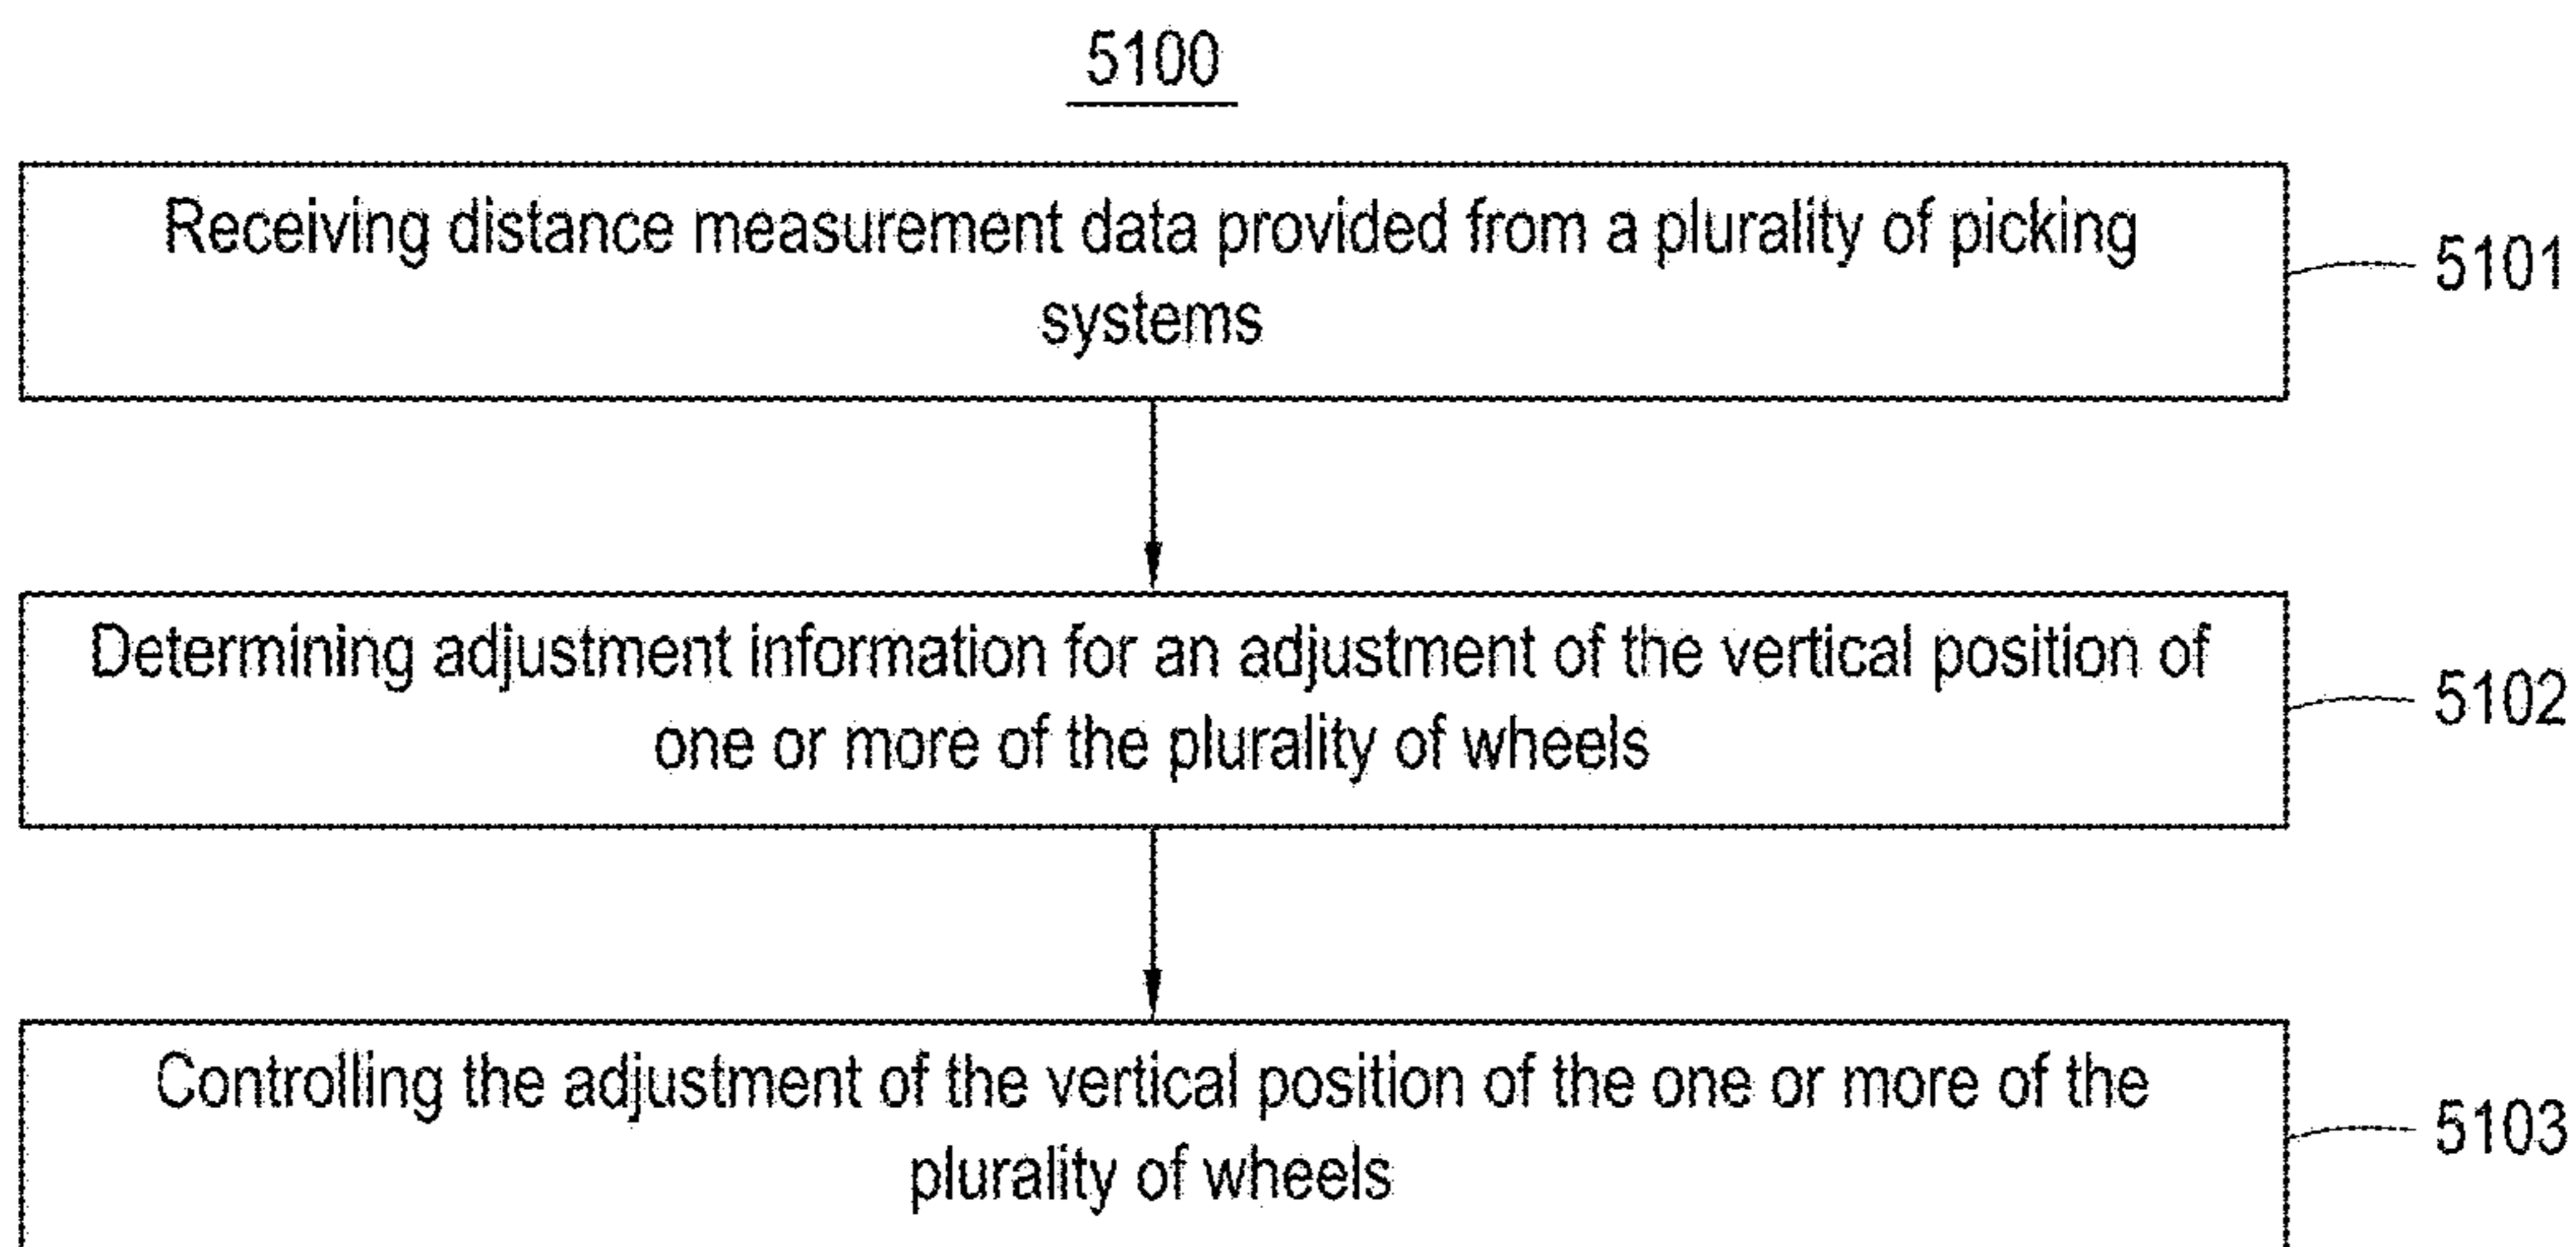 5100
Receiving distance measurement data provided from a plurality of picking
systems
5101
Determining adjustment information for an adjustment of the vertical position of
one or more of the plurality of wheels
5102
Controlling the adjustment of the vertical position of the one or more of the
plurality of wheels
5103